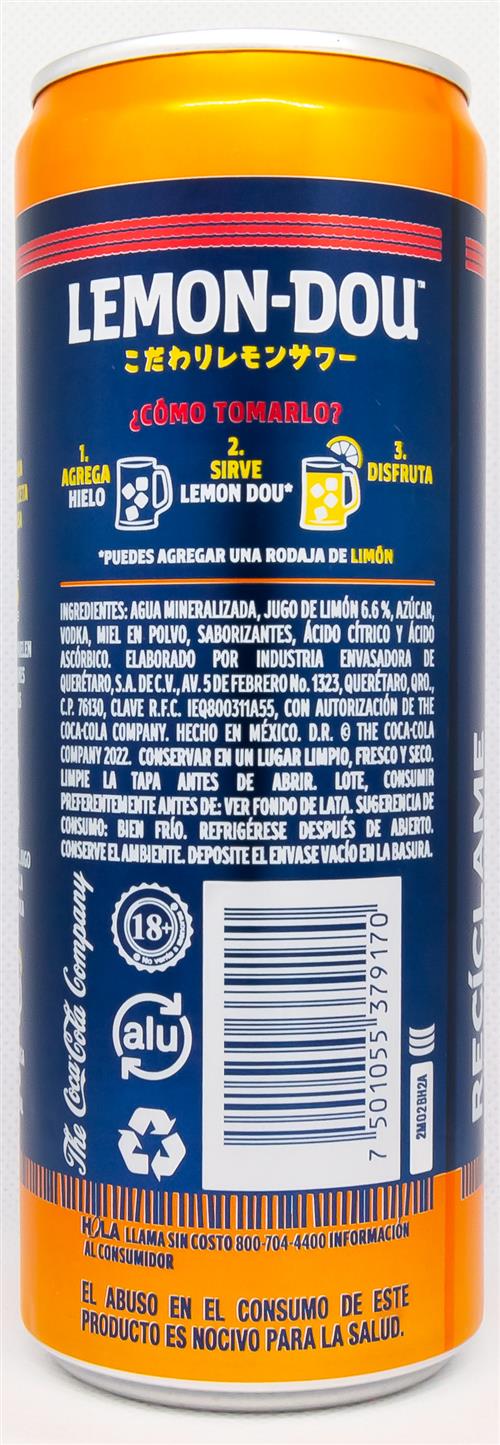 LEMON-DOU™
こだわりレモンサワー
¿CÓMO TOMARLO?
1.
AGREGA
HIELO
2.
SIRVE
LEMON DOU*
3.
DISFRUTA
*PUEDES AGREGAR UNA RODAJA DE LIMÓN
INGREDIENTES: AGUA MINERALIZADA, JUGO DE LIMÓN 6.6 %, AZÚCAR,
VODKA, MIEL EN POLVO, SABORIZANTES, ÁCIDO CÍTRICO Y ÁCIDO
ASCÓRBICO. ELABORADO POR INDUSTRIA ENVASADORA DE
QUERÉTARO, S.A. DE C.V., AV. 5 DE FEBRERO No. 1323, QUERÉTARO, QRO.,
C.P. 76130, CLAVE R.F.C. IEQ800311A55, CON AUTORIZACIÓN DE THE
COCA-COLA COMPANY. HECHO EN MÉXICO. D.R. © THE COCA-COLA
COMPANY 2022. CONSERVAR EN UN LUGAR LIMPIO, FRESCO Y SECO.
LIMPIE LA TAPA ANTES DE ABRIR. LOTE, CONSUMIR
PREFERENTEMENTE ANTES DE: VER FONDO DE LATA. SUGERENCIA DE
CONSUMO: BIEN FRÍO. REFRIGÉRESE DESPUÉS DE ABIERTO.
CONSERVE EL AMBIENTE. DEPOSITE EL ENVASE VACÍO EN LA BASURA.
The Coca-Cola Company
18+
alu
7 501055 379170
2M02BH2A
RECÍCLAME
HOLA LLAMA SIN COSTO 800-704-4400 INFORMACIÓN
AL CONSUMIDOR
EL ABUSO EN EL CONSUMO DE ESTE
PRODUCTO ES NOCIVO PARA LA SALUD.